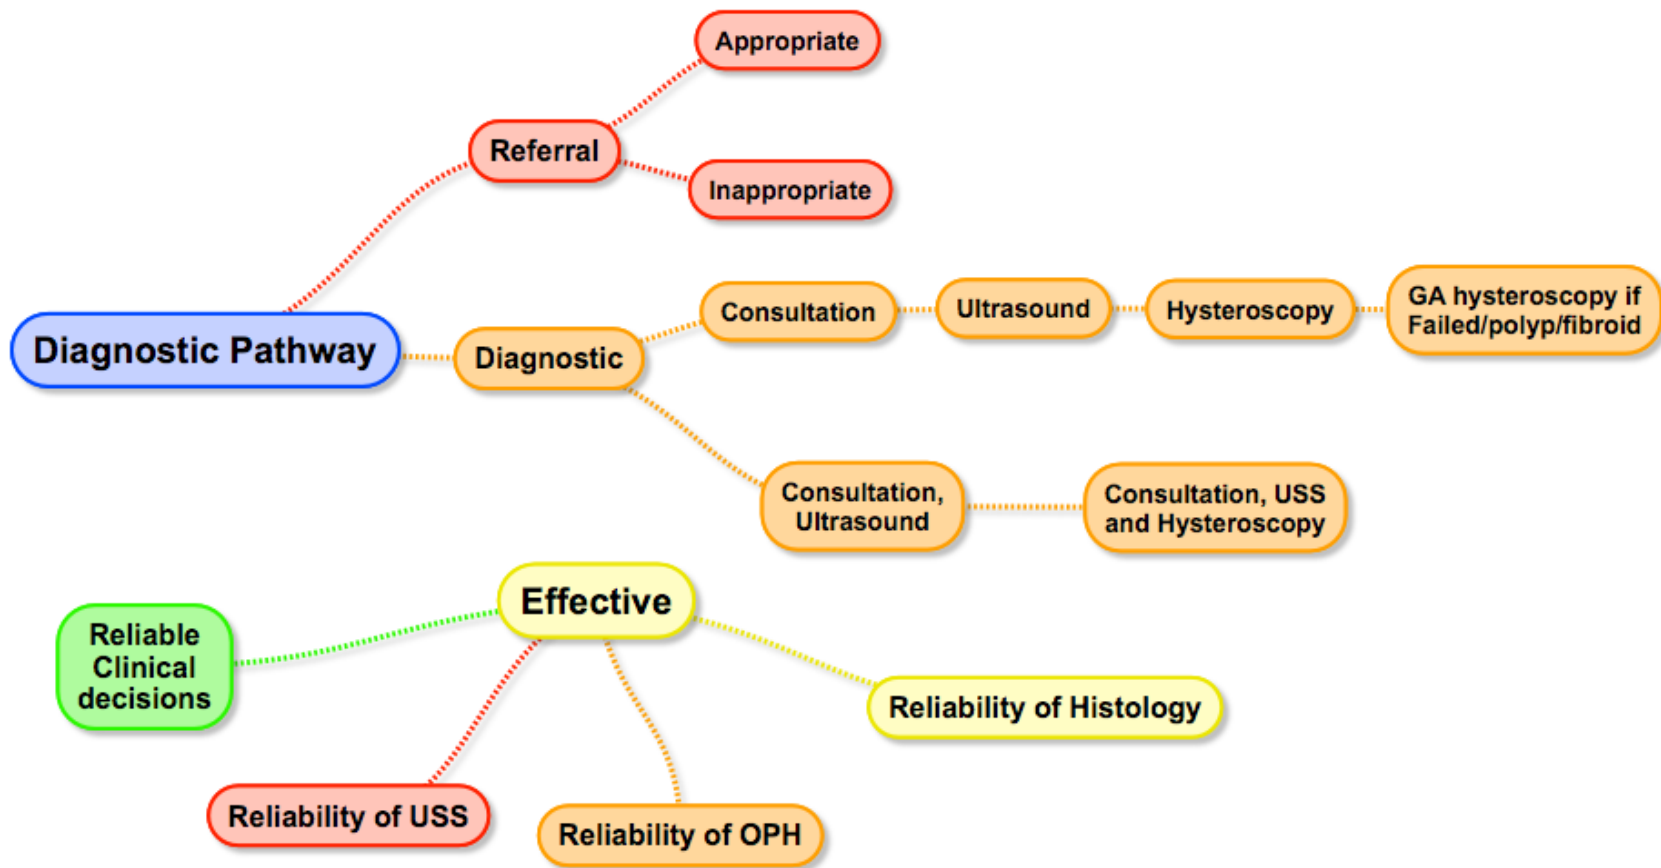 Appropriate
Referral
Inappropriate
Diagnostic Pathway
Diagnostic
Consultation
Ultrasound
Hysteroscopy
GA hysteroscopy if
Failed/polyp/fibroid
Consultation,
Ultrasound
Consultation, USS
and Hysteroscopy
Effective
Reliable
Clinical
decisions
Reliability of Histology
Reliability of USS
Reliability of OPH